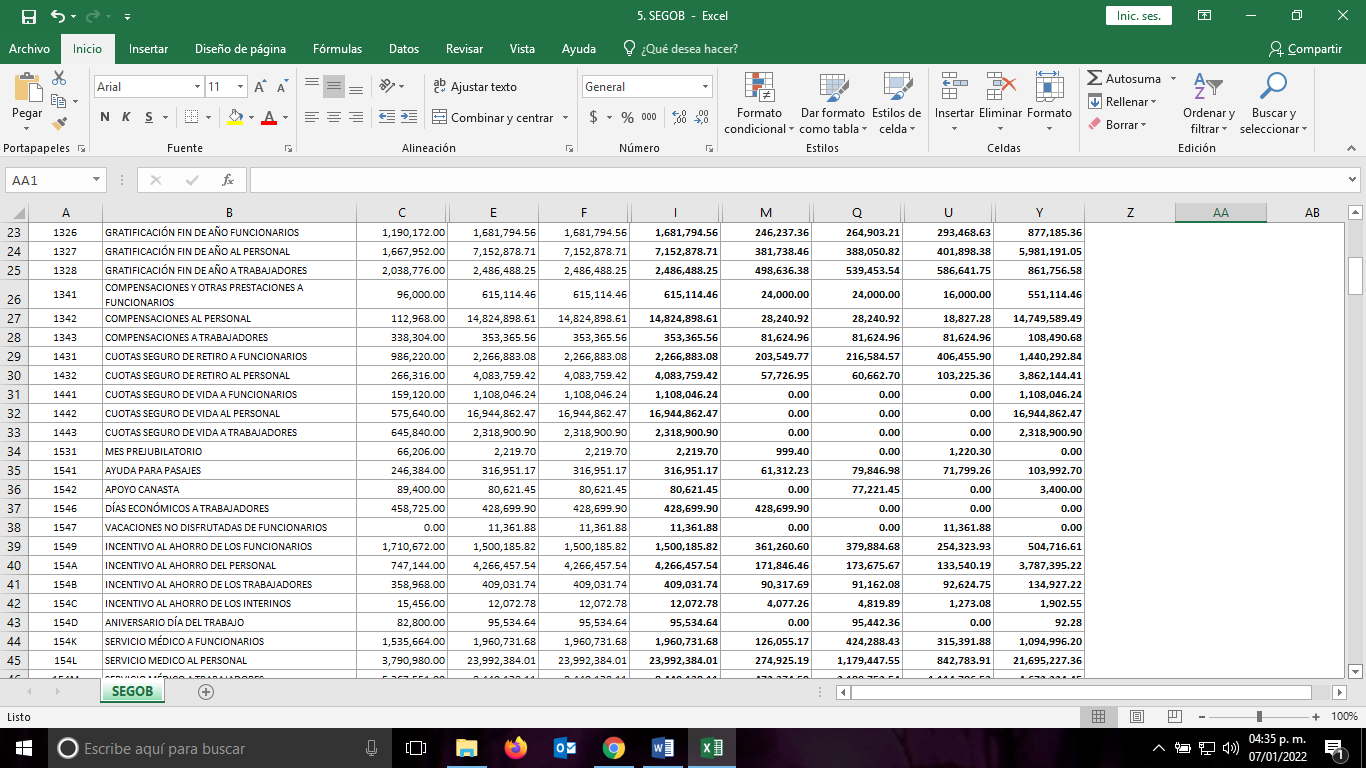 5. SEGOB - Excel
Inic. ses.
Archivo Inicio Insertar Diseño de página Fórmulas Datos Revisar Vista Ayuda ¿Qué desea hacer? Compartir
Pegar
Portapapeles
Arial 11
N K S
Fuente
Ajustar texto
Combinar y centrar
Alineación
General
$ % 000
Número
Formato condicional
Dar formato como tabla
Estilos de celda
Estilos
Insertar Eliminar Formato
Celdas
Autosuma
Rellenar
Borrar
Ordenar y filtrar
Buscar y seleccionar
Edición
AA1 fx
A B C E F I M Q U Y Z AA AB
23 1326 GRATIFICACIÓN FIN DE AÑO FUNCIONARIOS 1,190,172.00 1,681,794.56 1,681,794.56 1,681,794.56 246,237.36 264,903.21 293,468.63 877,185.36
24 1327 GRATIFICACIÓN FIN DE AÑO AL PERSONAL 1,667,952.00 7,152,878.71 7,152,878.71 7,152,878.71 381,738.46 388,050.82 401,898.38 5,981,191.05
25 1328 GRATIFICACIÓN FIN DE AÑO A TRABAJADORES 2,038,776.00 2,486,488.25 2,486,488.25 2,486,488.25 498,636.38 539,453.54 586,641.75 861,756.58
26 1341 COMPENSACIONES Y OTRAS PRESTACIONES A FUNCIONARIOS 96,000.00 615,114.46 615,114.46 615,114.46 24,000.00 24,000.00 16,000.00 551,114.46
27 1342 COMPENSACIONES AL PERSONAL 112,968.00 14,824,898.61 14,824,898.61 14,824,898.61 28,240.92 28,240.92 18,827.28 14,749,589.49
28 1343 COMPENSACIONES A TRABAJADORES 338,304.00 353,365.56 353,365.56 353,365.56 81,624.96 81,624.96 81,624.96 108,490.68
29 1431 CUOTAS SEGURO DE RETIRO A FUNCIONARIOS 986,220.00 2,266,883.08 2,266,883.08 2,266,883.08 203,549.77 216,584.57 406,455.90 1,440,292.84
30 1432 CUOTAS SEGURO DE RETIRO AL PERSONAL 266,316.00 4,083,759.42 4,083,759.42 4,083,759.42 57,726.95 60,662.70 103,225.36 3,862,144.41
31 1441 CUOTAS SEGURO DE VIDA A FUNCIONARIOS 159,120.00 1,108,046.24 1,108,046.24 1,108,046.24 0.00 0.00 0.00 1,108,046.24
32 1442 CUOTAS SEGURO DE VIDA AL PERSONAL 575,640.00 16,944,862.47 16,944,862.47 16,944,862.47 0.00 0.00 0.00 16,944,862.47
33 1443 CUOTAS SEGURO DE VIDA A TRABAJADORES 645,840.00 2,318,900.90 2,318,900.90 2,318,900.90 0.00 0.00 0.00 2,318,900.90
34 1531 MES PREJUBILATORIO 66,206.00 2,219.70 2,219.70 2,219.70 999.40 0.00 1,220.30 0.00
35 1541 AYUDA PARA PASAJES 246,384.00 316,951.17 316,951.17 316,951.17 61,312.23 79,846.98 71,799.26 103,992.70
36 1542 APOYO CANASTA 89,400.00 80,621.45 80,621.45 80,621.45 0.00 77,221.45 0.00 3,400.00
37 1546 DÍAS ECONÓMICOS A TRABAJADORES 458,725.00 428,699.90 428,699.90 428,699.90 428,699.90 0.00 0.00 0.00
38 1547 VACACIONES NO DISFRUTADAS DE FUNCIONARIOS 0.00 11,361.88 11,361.88 11,361.88 0.00 0.00 11,361.88 0.00
39 1549 INCENTIVO AL AHORRO DE LOS FUNCIONARIOS 1,710,672.00 1,500,185.82 1,500,185.82 1,500,185.82 361,260.60 379,884.68 254,323.93 504,716.61
40 154A INCENTIVO AL AHORRO DEL PERSONAL 747,144.00 4,266,457.54 4,266,457.54 4,266,457.54 171,846.46 173,675.67 133,540.19 3,787,395.22
41 154B INCENTIVO AL AHORRO DE LOS TRABAJADORES 358,968.00 409,031.74 409,031.74 409,031.74 90,317.69 91,162.08 92,624.75 134,927.22
42 154C INCENTIVO AL AHORRO DE LOS INTERINOS 15,456.00 12,072.78 12,072.78 12,072.78 4,077.26 4,819.89 1,273.08 1,902.55
43 154D ANIVERSARIO DÍA DEL TRABAJO 82,800.00 95,534.64 95,534.64 95,534.64 0.00 95,442.36 0.00 92.28
44 154K SERVICIO MÉDICO A FUNCIONARIOS 1,535,664.00 1,960,731.68 1,960,731.68 1,960,731.68 126,055.17 424,288.43 315,391.88 1,094,996.20
45 154L SERVICIO MEDICO AL PERSONAL 3,790,980.00 23,992,384.01 23,992,384.01 23,992,384.01 274,925.19 1,179,447.55 842,783.91 21,695,227.36
SEGOB
Listo 100%
Escribe aquí para buscar
04:35 p. m.
07/01/2022
1